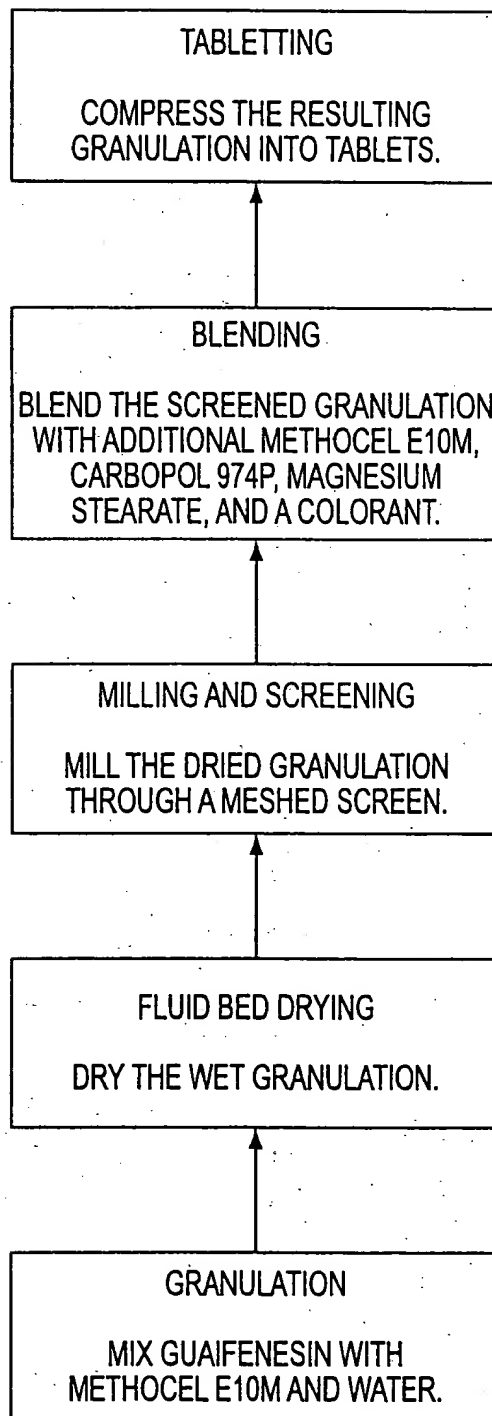 TABLETTING
COMPRESS THE RESULTING
GRANULATION INTO TABLETS.
BLENDING
BLEND THE SCREENED GRANULATION
WITH ADDITIONAL METHOCEL E10M,
CARBOPOL 974P, MAGNESIUM
STEARATE, AND A COLORANT.
MILLING AND SCREENING
MILL THE DRIED GRANULATION
THROUGH A MESHED SCREEN.
FLUID BED DRYING
DRY THE WET GRANULATION.
GRANULATION
MIX GUAIFENESIN WITH
METHOCEL E10M AND WATER.